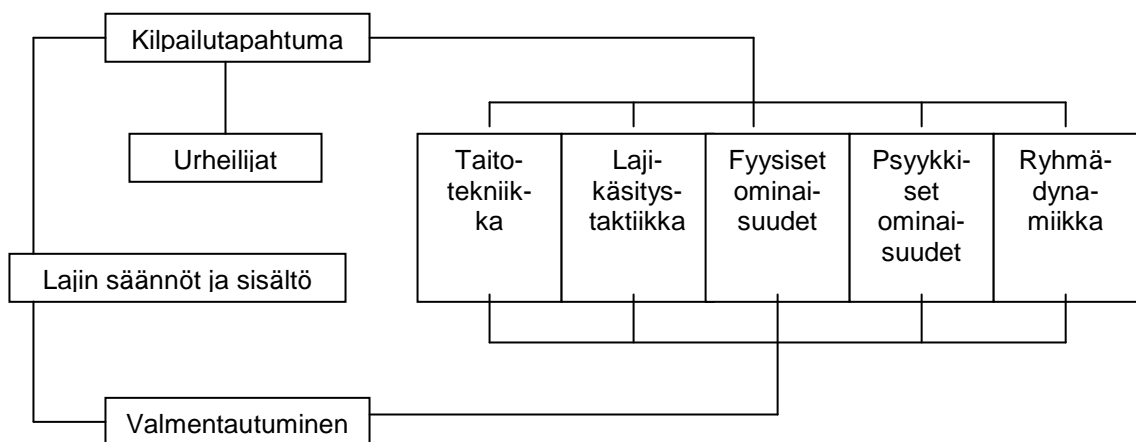 Kilpailutapahtuma
Urheilijat
Taito-
tekniik-
ka
Laji-
käsitys-
taktiikka
Fyysiset
ominai-
suudet
Psyykki-
set
ominai-
suudet
Ryhmä-
dyna-
miikka
Lajin säännöt ja sisältö
Valmentautuminen